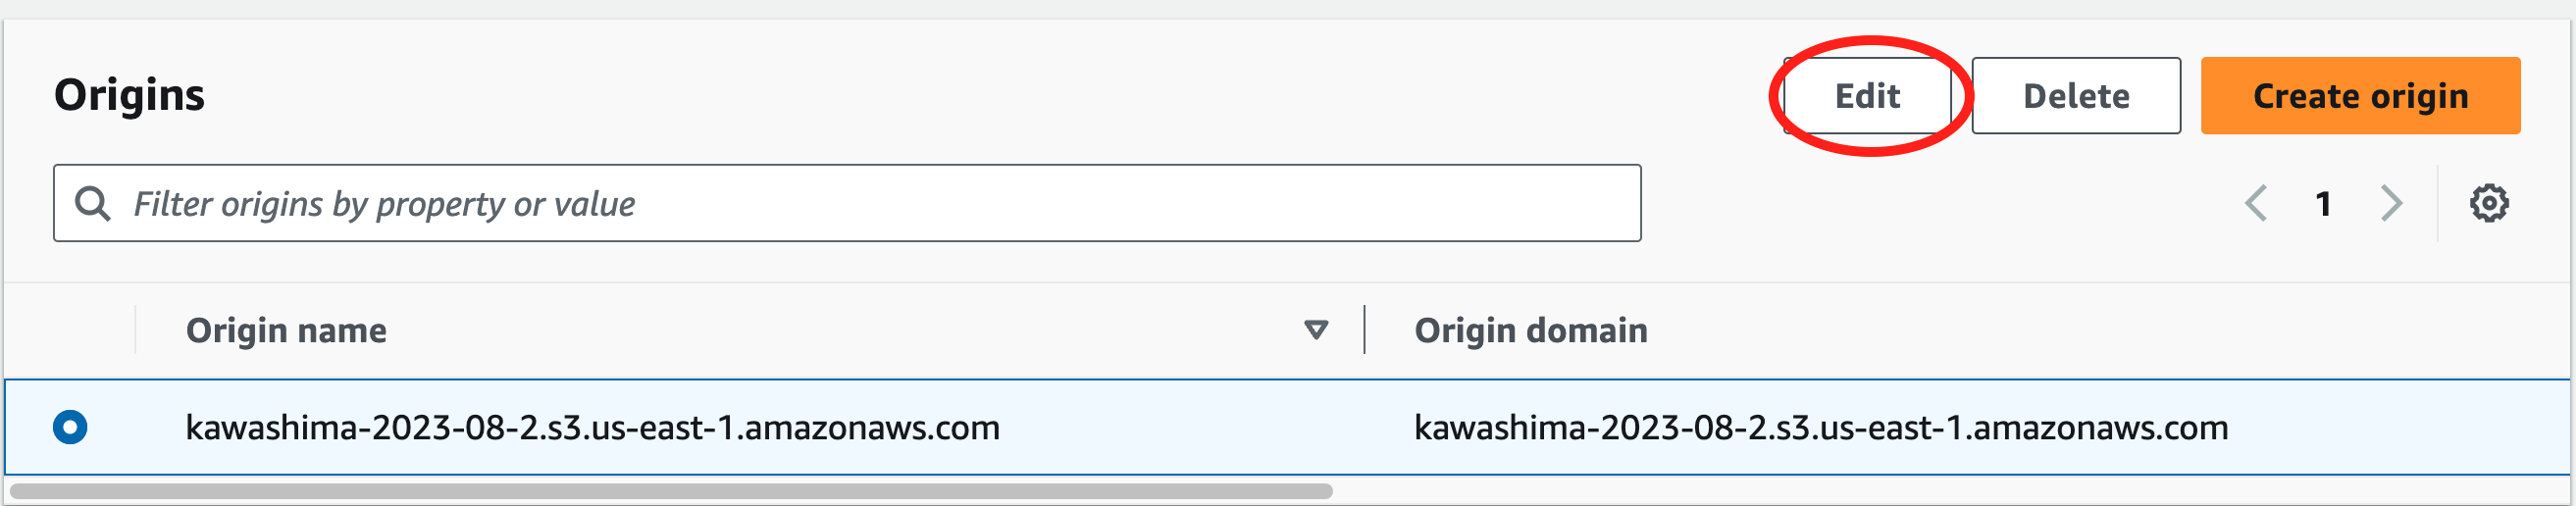 Origins
Edit
Delete
Create origin
Filter origins by property or value
1
Origin name
Origin domain
kawashima-2023-08-2.s3.us-east-1.amazonaws.com
kawashima-2023-08-2.s3.us-east-1.amazonaws.com